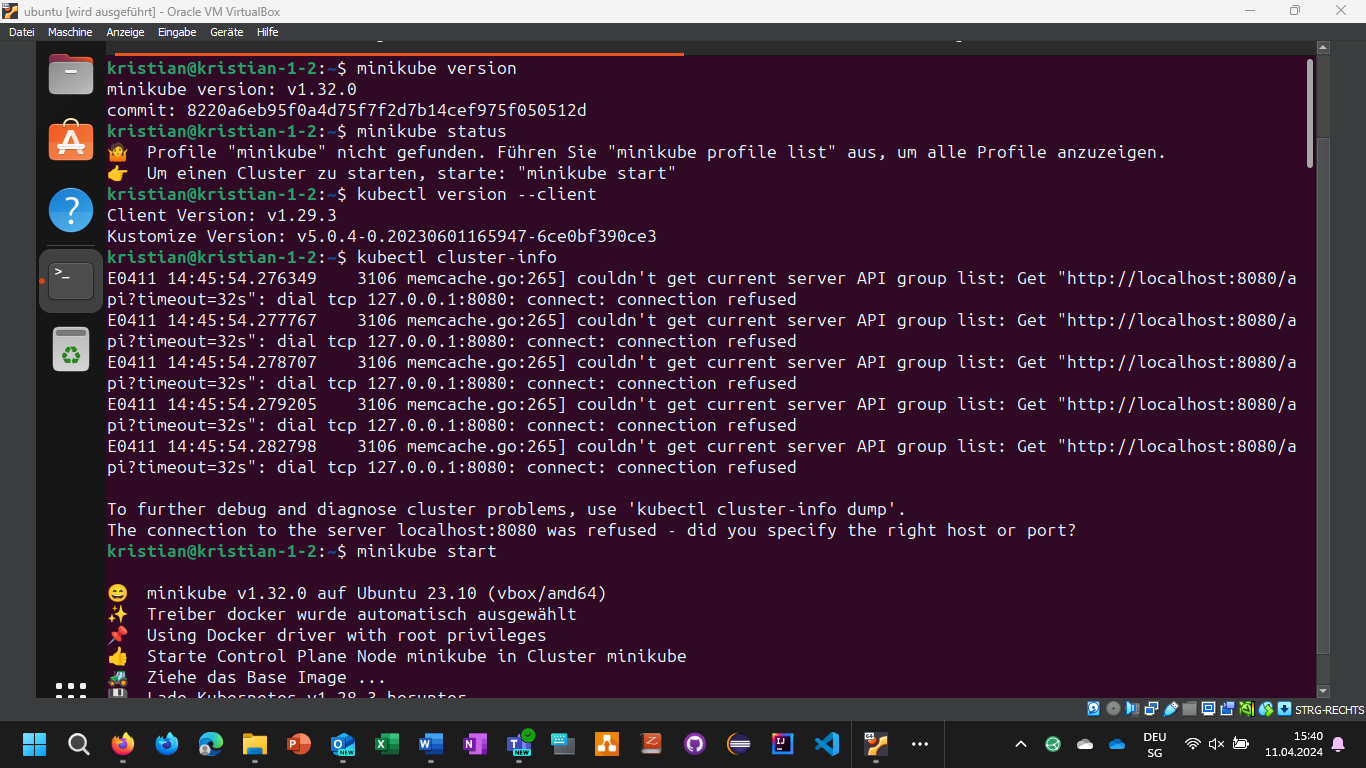 ubuntu [wird ausgeführt] - Oracle VM VirtualBox
Datei Maschine Anzeige Eingabe Geräte Hilfe
kristian@kristian-1-2:~$ minikube version
minikube version: v1.32.0
commit: 8220a6eb95f0a4d75f7f2d7b14cef975f050512d
kristian@kristian-1-2:~$ minikube status
Profile "minikube" nicht gefunden. Führen Sie "minikube profile list" aus, um alle Profile anzuzeigen.
Um einen Cluster zu starten, starte: "minikube start"
kristian@kristian-1-2:~$ kubectl version --client
Client Version: v1.29.3
Kustomize Version: v5.0.4-0.20230601165947-6ce0bf390ce3
kristian@kristian-1-2:~$ kubectl cluster-info
E0411 14:45:54.276349    3106 memcache.go:265] couldn't get current server API group list: Get "http://localhost:8080/a
pi?timeout=32s": dial tcp 127.0.0.1:8080: connect: connection refused
E0411 14:45:54.277767    3106 memcache.go:265] couldn't get current server API group list: Get "http://localhost:8080/a
pi?timeout=32s": dial tcp 127.0.0.1:8080: connect: connection refused
E0411 14:45:54.278707    3106 memcache.go:265] couldn't get current server API group list: Get "http://localhost:8080/a
pi?timeout=32s": dial tcp 127.0.0.1:8080: connect: connection refused
E0411 14:45:54.279205    3106 memcache.go:265] couldn't get current server API group list: Get "http://localhost:8080/a
pi?timeout=32s": dial tcp 127.0.0.1:8080: connect: connection refused
E0411 14:45:54.282798    3106 memcache.go:265] couldn't get current server API group list: Get "http://localhost:8080/a
pi?timeout=32s": dial tcp 127.0.0.1:8080: connect: connection refused
To further debug and diagnose cluster problems, use 'kubectl cluster-info dump'.
The connection to the server localhost:8080 was refused - did you specify the right host or port?
kristian@kristian-1-2:~$ minikube start
minikube v1.32.0 auf Ubuntu 23.10 (vbox/amd64)
Treiber docker wurde automatisch ausgewählt
Using Docker driver with root privileges
Starte Control Plane Node minikube in Cluster minikube
Ziehe das Base Image ...
Lade Kubernetes v1.28.3 herunter
STRG-RECHTS
DEU
SG
15:40
11.04.2024